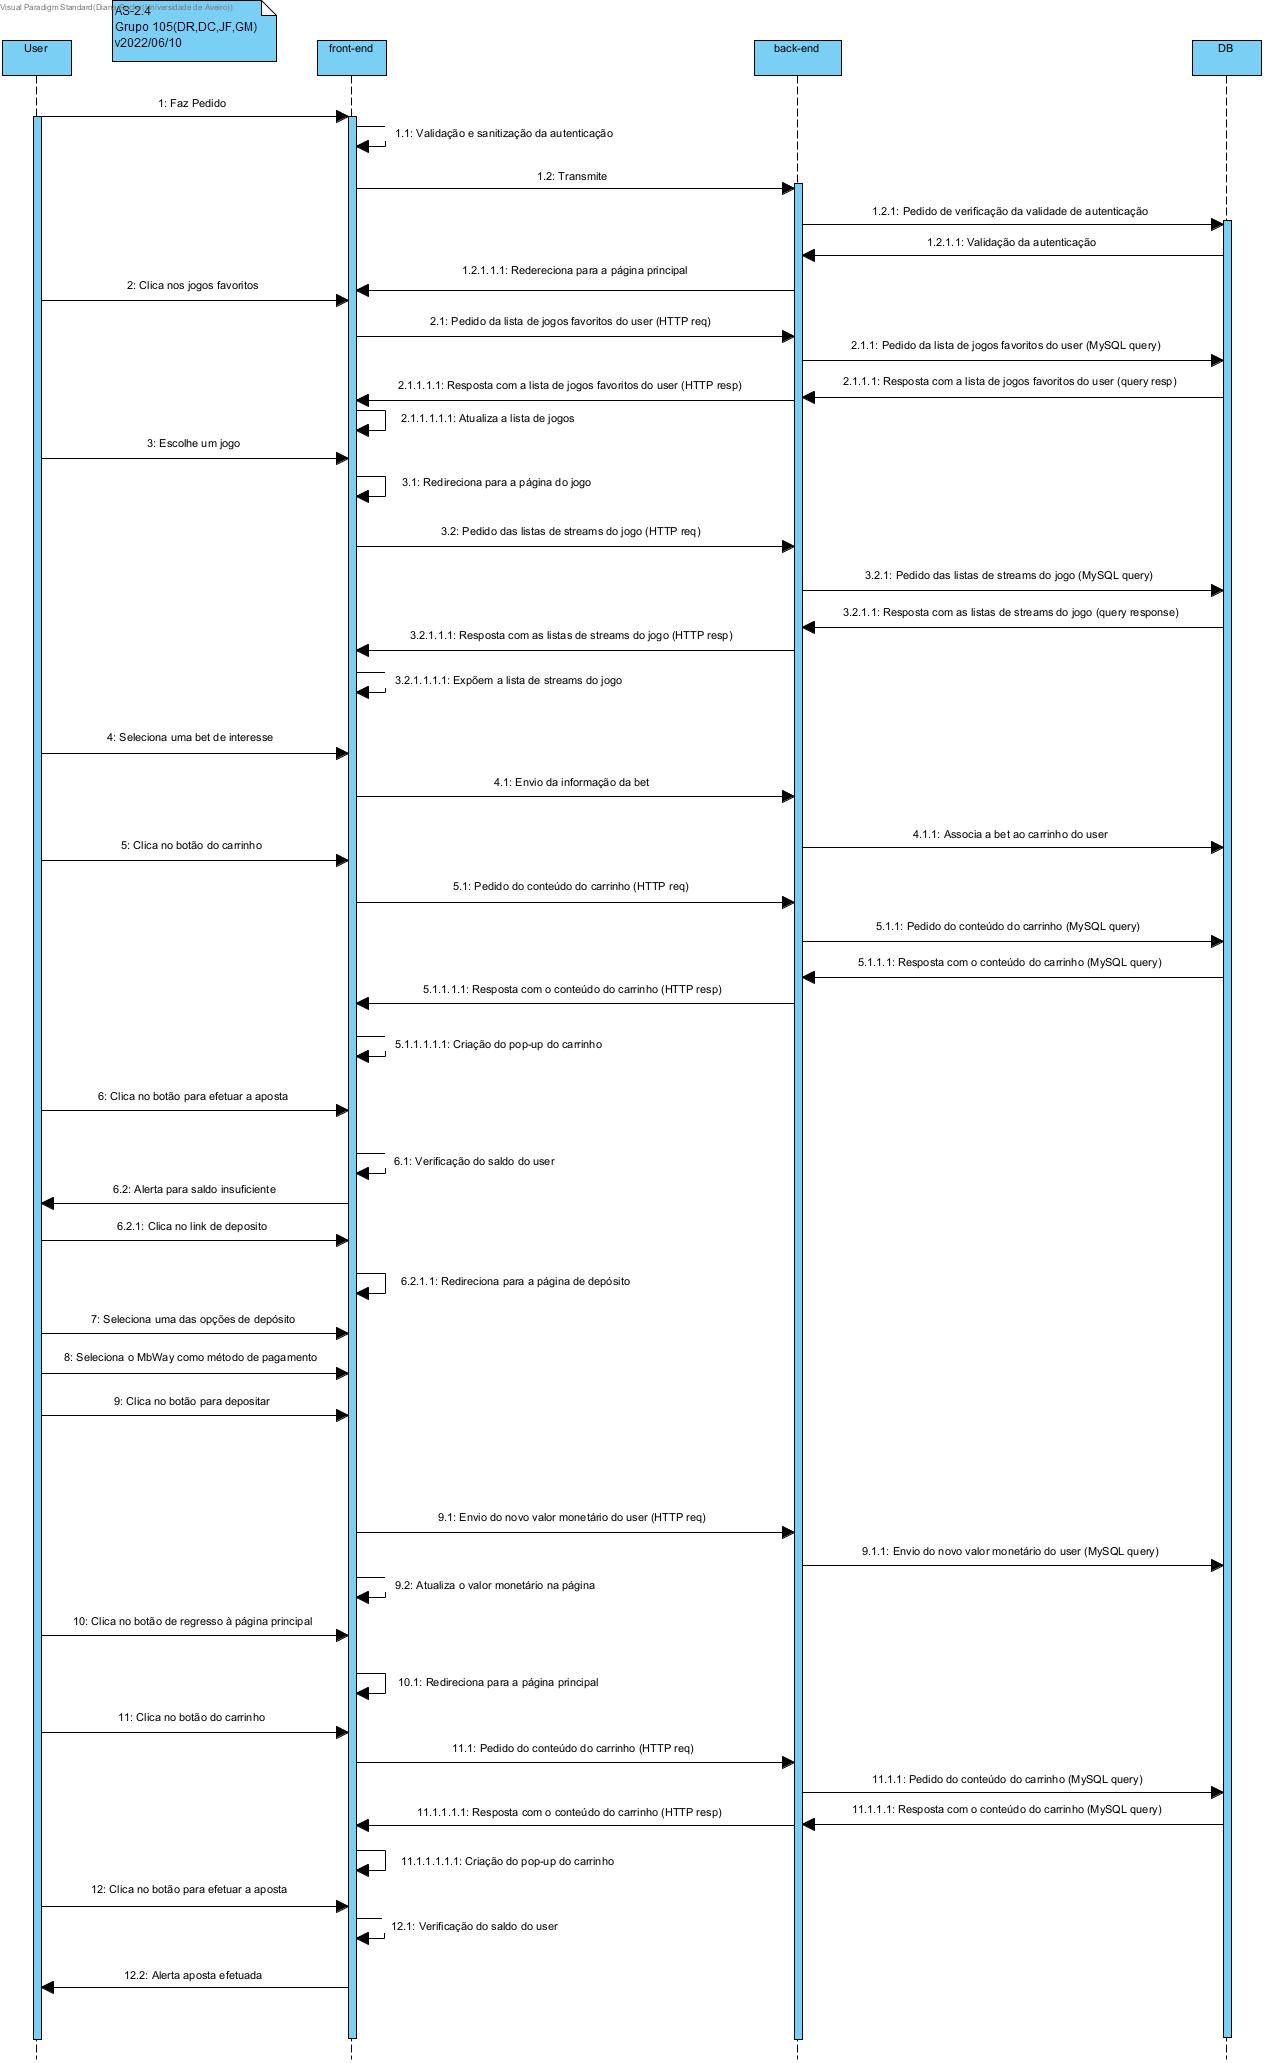 Visual Paradigm Standard(Diana Rocha(Universidade de Aveiro))
AS-2.4
Grupo 105(DR,DC,JF,GM)
v2022/06/10
User
front-end
back-end
DB
1: Faz Pedido
1.1: Validação e sanitização da autenticação
1.2: Transmite
1.2.1: Pedido de verificação da validade de autenticação
1.2.1.1: Validação da autenticação
1.2.1.1.1: Redereciona para a página principal
2: Clica nos jogos favoritos
2.1: Pedido da lista de jogos favoritos do user (HTTP req)
2.1.1: Pedido da lista de jogos favoritos do user (MySQL query)
2.1.1.1: Resposta com a lista de jogos favoritos do user (query resp)
2.1.1.1.1: Resposta com a lista de jogos favoritos do user (HTTP resp)
2.1.1.1.1.1: Atualiza a lista de jogos
3: Escolhe um jogo
3.1: Redireciona para a página do jogo
3.2: Pedido das listas de streams do jogo (HTTP req)
3.2.1: Pedido das listas de streams do jogo (MySQL query)
3.2.1.1: Resposta com as listas de streams do jogo (query response)
3.2.1.1.1: Resposta com as listas de streams do jogo (HTTP resp)
3.2.1.1.1.1: Expõem a lista de streams do jogo
4: Seleciona uma bet de interesse
4.1: Envio da informação da bet
4.1.1: Associa a bet ao carrinho do user
5: Clica no botão do carrinho
5.1: Pedido do conteúdo do carrinho (HTTP req)
5.1.1: Pedido do conteúdo do carrinho (MySQL query)
5.1.1.1: Resposta com o conteúdo do carrinho (MySQL query)
5.1.1.1.1: Resposta com o conteúdo do carrinho (HTTP resp)
5.1.1.1.1.1: Criação do pop-up do carrinho
6: Clica no botão para efetuar a aposta
6.1: Verificação do saldo do user
6.2: Alerta para saldo insuficiente
6.2.1: Clica no link de deposito
6.2.1.1: Redireciona para a página de depósito
7: Seleciona uma das opções de depósito
8: Seleciona o MbWay como método de pagamento
9: Clica no botão para depositar
9.1: Envio do novo valor monetário do user (HTTP req)
9.1.1: Envio do novo valor monetário do user (MySQL query)
9.2: Atualiza o valor monetário na página
10: Clica no botão de regresso à página principal
10.1: Redireciona para a página principal
11: Clica no botão do carrinho
11.1: Pedido do conteúdo do carrinho (HTTP req)
11.1.1: Pedido do conteúdo do carrinho (MySQL query)
11.1.1.1: Resposta com o conteúdo do carrinho (MySQL query)
11.1.1.1.1: Resposta com o conteúdo do carrinho (HTTP resp)
11.1.1.1.1.1: Criação do pop-up do carrinho
12: Clica no botão para efetuar a aposta
12.1: Verificação do saldo do user
12.2: Alerta aposta efetuada